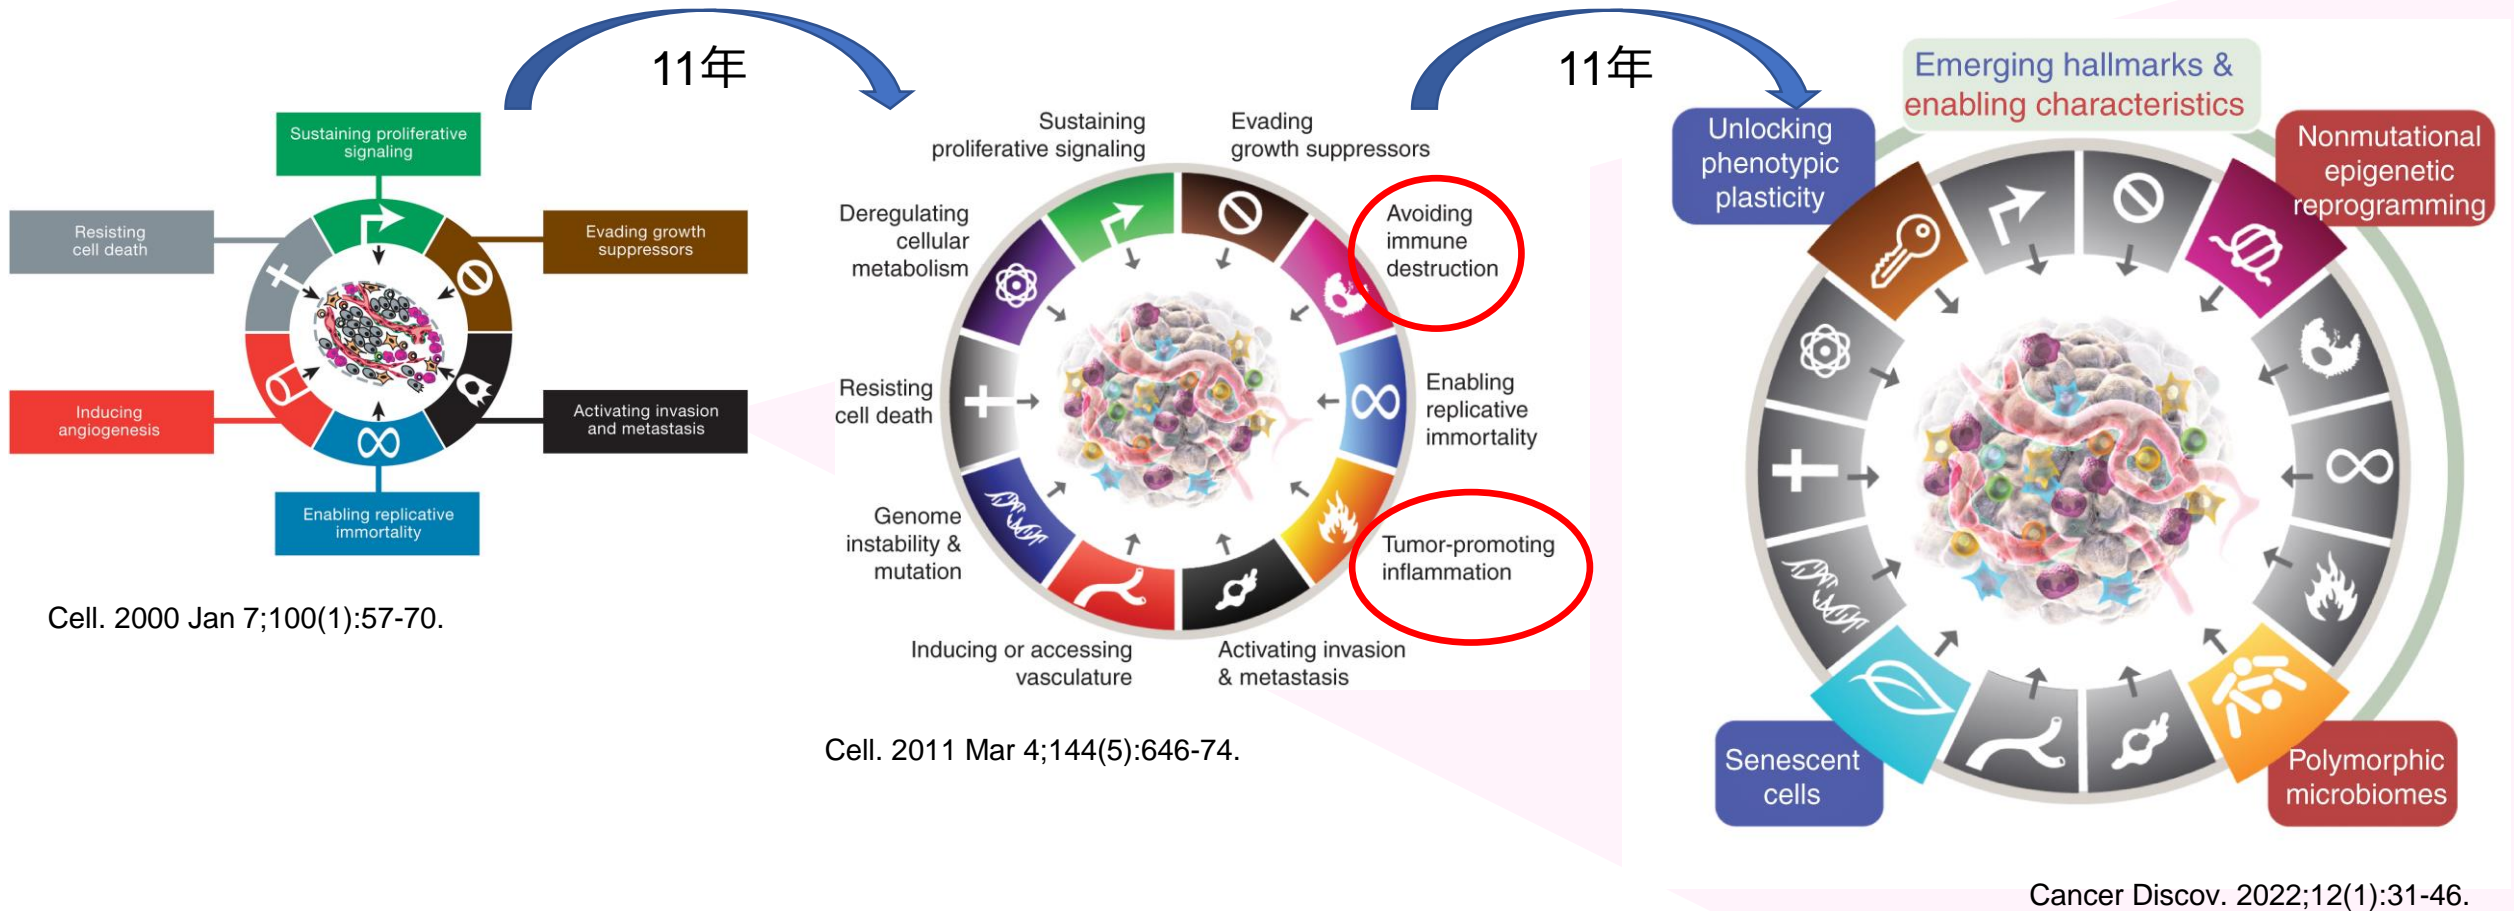 11年
11年
Sustaining proliferative
signaling
Resisting
cell death
Evading growth
suppressors
Inducing
angiogenesis
Activating invasion
and metastasis
Enabling replicative
immortality
Cell. 2000 Jan 7;100(1):57-70.
Sustaining
proliferative signaling
Evading
growth suppressors
Deregulating
cellular
metabolism
Avoiding
immune
destruction
Resisting
cell death
Enabling
replicative
immortality
Genome
instability &
mutation
Tumor-promoting
inflammation
Inducing or accessing
vasculature
Activating invasion
& metastasis
Cell. 2011 Mar 4;144(5):646-74.
Emerging hallmarks &
enabling characteristics
Unlocking
phenotypic
plasticity
Nonmutational
epigenetic
reprogramming
Senescent
cells
Polymorphic
microbiomes
Cancer Discov. 2022;12(1):31-46.